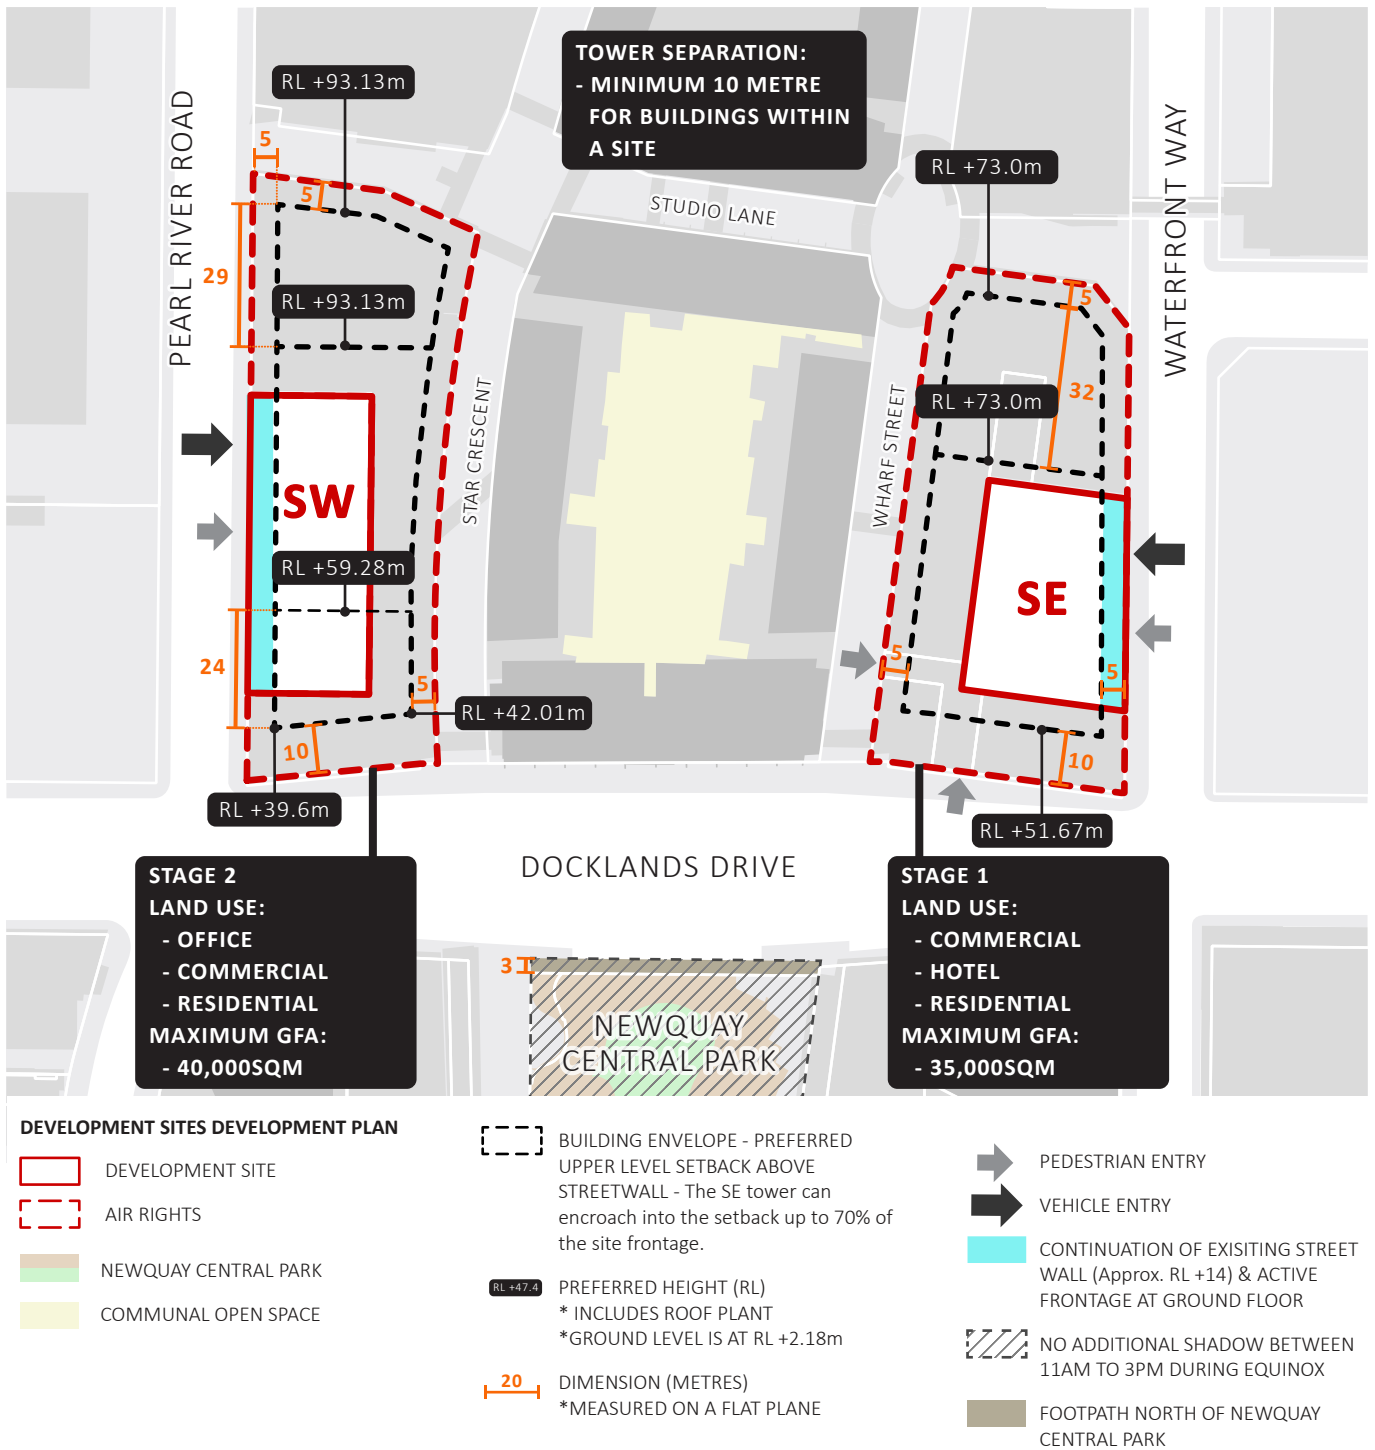 TOWER SEPARATION:
- MINIMUM 10 METRE
FOR BUILDINGS WITHIN
A SITE
RL +93.13m
PEARL RIVER ROAD
5
5
29
RL +93.13m
STUDIO LANE
RL +73.0m
WATERFRONT WAY
5
32
RL +73.0m
STAR CRESCENT
WHARF STREET
SW
RL +59.28m
SE
24
5
RL +42.01m
10
RL +39.6m
5
5
10
RL +51.67m
DOCKLANDS DRIVE
STAGE 2
LAND USE:
- OFFICE
- COMMERCIAL
- RESIDENTIAL
MAXIMUM GFA:
- 40,000SQM
STAGE 1
LAND USE:
- COMMERCIAL
- HOTEL
- RESIDENTIAL
MAXIMUM GFA:
- 35,000SQM
3
NEWQUAY
CENTRAL PARK
DEVELOPMENT SITES DEVELOPMENT PLAN
DEVELOPMENT SITE
AIR RIGHTS
NEWQUAY CENTRAL PARK
COMMUNAL OPEN SPACE
BUILDING ENVELOPE - PREFERRED
UPPER LEVEL SETBACK ABOVE
STREETWALL - The SE tower can
encroach into the setback up to 70% of
the site frontage.
RL +47.4
PREFERRED HEIGHT (RL)
* INCLUDES ROOF PLANT
*GROUND LEVEL IS AT RL +2.18m
20
DIMENSION (METRES)
*MEASURED ON A FLAT PLANE
PEDESTRIAN ENTRY
VEHICLE ENTRY
CONTINUATION OF EXISITING STREET
WALL (Approx. RL +14) & ACTIVE
FRONTAGE AT GROUND FLOOR
NO ADDITIONAL SHADOW BETWEEN
11AM TO 3PM DURING EQUINOX
FOOTPATH NORTH OF NEWQUAY
CENTRAL PARK